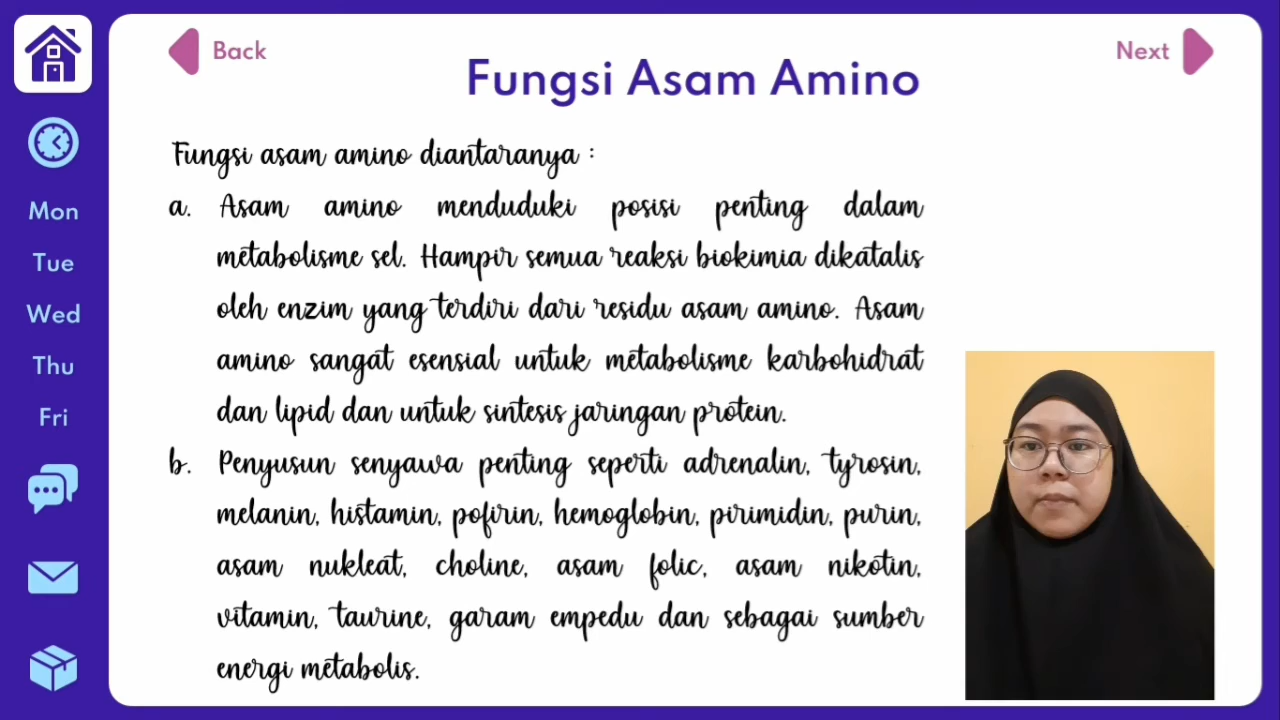 Back
Next
Fungsi Asam Amino
Mon
Tue
Wed
Thu
Fri
Fungsi asam amino diantaranya :
a. Asam amino menduduki posisi penting dalam
metabolisme sel. Hampir semua reaksi biokimia dikatalis
oleh enzim yang terdiri dari residu asam amino. Asam
amino sangat esensial untuk metabolisme karbohidrat
dan lipid dan untuk sintesis jaringan protein.
b. Penyusun senyawa penting seperti adrenalin, tyrosin,
melanin, histamin, pofirin, hemoglobin, pirimidin, purin,
asam nukleat, choline, asam folic, asam nikotin,
vitamin, taurine, garam empedu dan sebagai sumber
energi metabolis.